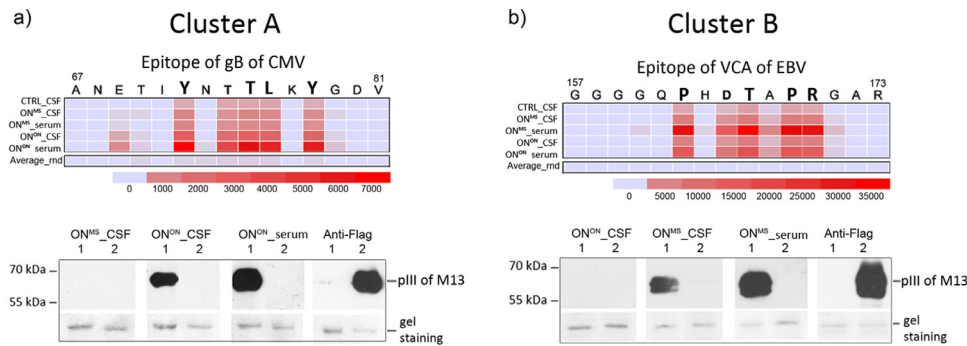 a)
Cluster A
Epitope of gB of CMV
67 81
A N E T I Y N T T L K Y G D V
CTRL_CSF
ONᴹˢ_CSF
ONᴹˢ_serum
ONᴼᴺ_CSF
ONᴼᴺ serum
Average_rnd
0 1000 2000 3000 4000 5000 6000 7000
ONᴹˢ_CSF ONᴼᴺ_CSF ONᴼᴺ_serum Anti-Flag
1 2 1 2 1 2 1 2
70 kDa
pIII of M13
55 kDa
gel
staining
b)
Cluster B
Epitope of VCA of EBV
157 173
G G G G Q P H D T A P R G A R
CTRL_CSF
ONᴹˢ_CSF
ONᴹˢ_serum
ONᴼᴺ_CSF
ONᴼᴺ serum
Average_rnd
0 5000 10000 15000 20000 25000 30000 35000
ONᴼᴺ_CSF ONᴹˢ_CSF ONᴹˢ_serum Anti-Flag
1 2 1 2 1 2 1 2
70 kDa
pIII of M13
55 kDa
gel
staining